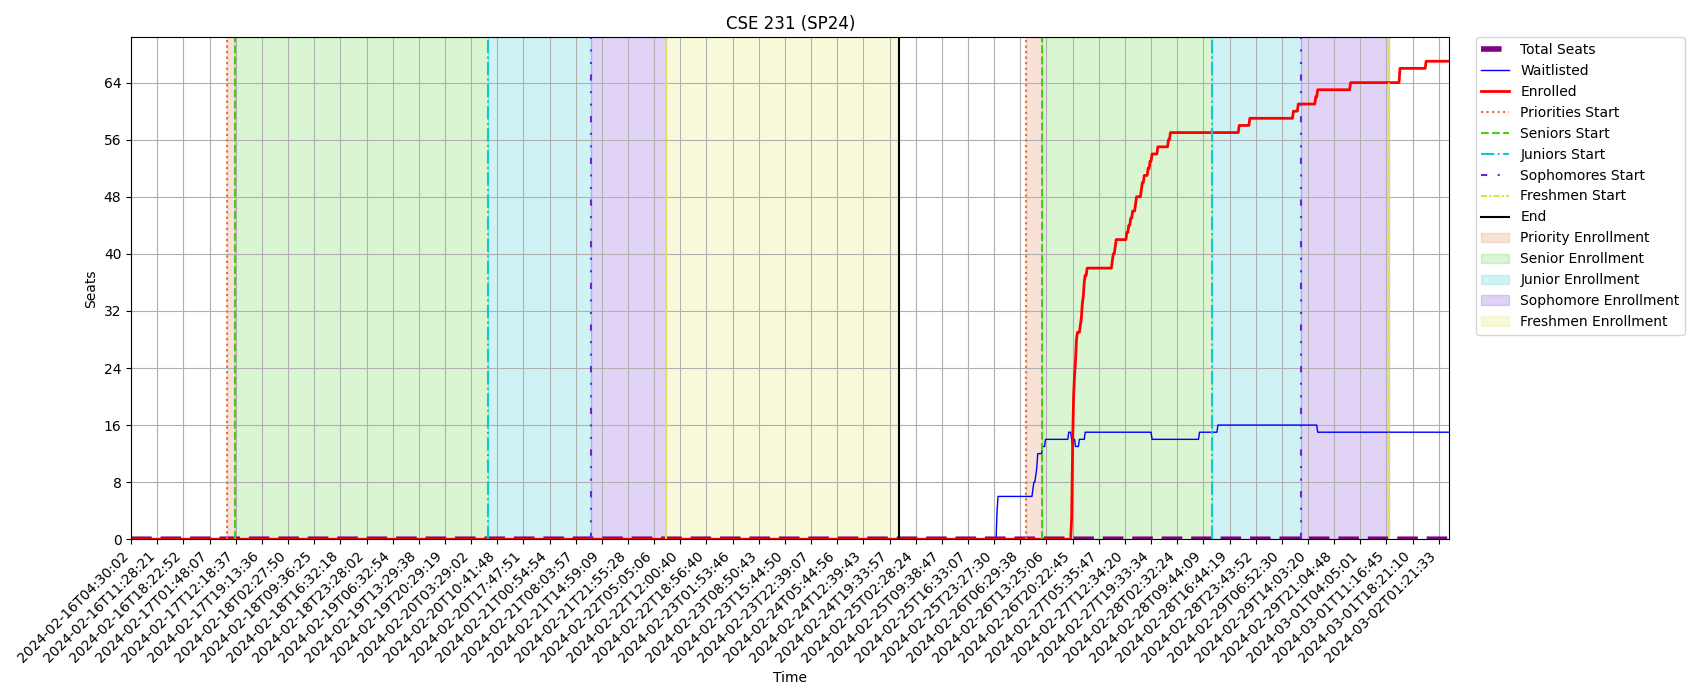 CSE 231 (SP24)
Seats
64
56
48
40
32
24
16
8
0
2024-02-16T04:30:02
2024-02-16T11:28:21
2024-02-16T18:22:52
2024-02-17T01:48:07
2024-02-17T12:18:37
2024-02-17T19:13:36
2024-02-18T02:27:50
2024-02-18T09:36:25
2024-02-18T16:32:18
2024-02-18T23:28:02
2024-02-19T06:32:54
2024-02-19T13:29:38
2024-02-19T20:29:19
2024-02-20T03:29:02
2024-02-20T10:41:48
2024-02-20T17:47:51
2024-02-21T00:54:54
2024-02-21T08:03:57
2024-02-21T14:59:09
2024-02-21T21:55:28
2024-02-22T05:05:06
2024-02-22T12:00:40
2024-02-22T18:56:40
2024-02-23T01:53:46
2024-02-23T08:50:43
2024-02-23T15:44:50
2024-02-23T22:39:07
2024-02-24T05:44:56
2024-02-24T12:39:43
2024-02-24T19:33:57
2024-02-25T02:28:24
2024-02-25T09:38:47
2024-02-25T16:33:07
2024-02-25T23:27:30
2024-02-26T06:29:38
2024-02-26T13:25:06
2024-02-26T20:22:45
2024-02-27T05:35:47
2024-02-27T12:34:20
2024-02-27T19:33:34
2024-02-28T02:32:24
2024-02-28T09:44:09
2024-02-28T16:44:19
2024-02-28T23:43:52
2024-02-29T06:52:30
2024-02-29T14:03:20
2024-02-29T21:04:48
2024-03-01T04:05:01
2024-03-01T11:16:45
2024-03-01T18:21:10
2024-03-02T01:21:33
Time
Total Seats
Waitlisted
Enrolled
Priorities Start
Seniors Start
Juniors Start
Sophomores Start
Freshmen Start
End
Priority Enrollment
Senior Enrollment
Junior Enrollment
Sophomore Enrollment
Freshmen Enrollment